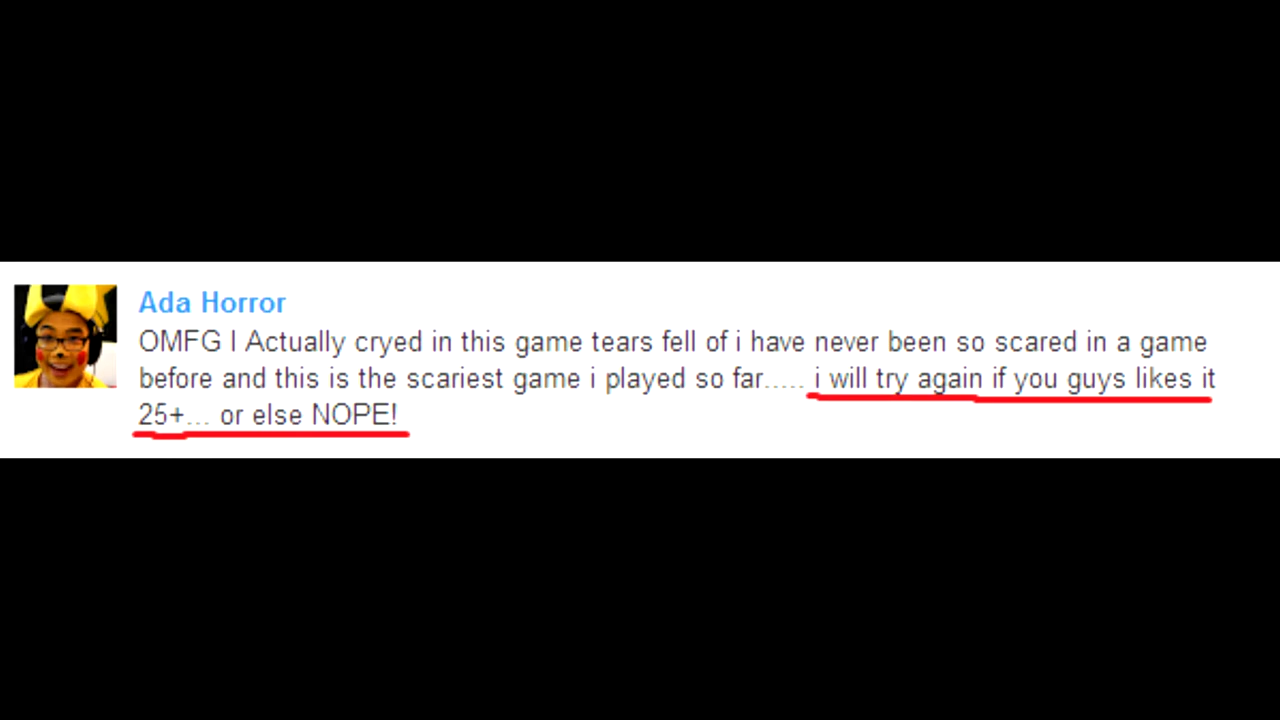 Ada Horror
OMFG I Actually cryed in this game tears fell of i have never been so scared in a game
before and this is the scariest game i played so far..... i will try again if you guys likes it
25+... or else NOPE!